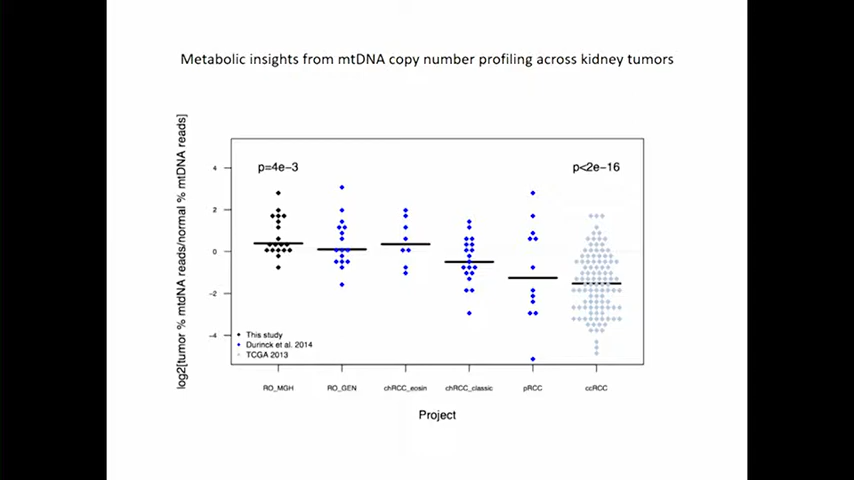 Metabolic insights from mtDNA copy number profiling across kidney tumors
log2[tumor % mtdNA reads/normal % mtDNA reads]
p=4e−3
p<2e−16
4
2
0
−2
−4
This study
Durinck et al. 2014
TCGA 2013
RO_MGH
RO_GEN
chRCC_eosin
chRCC_classic
pRCC
ccRCC
Project